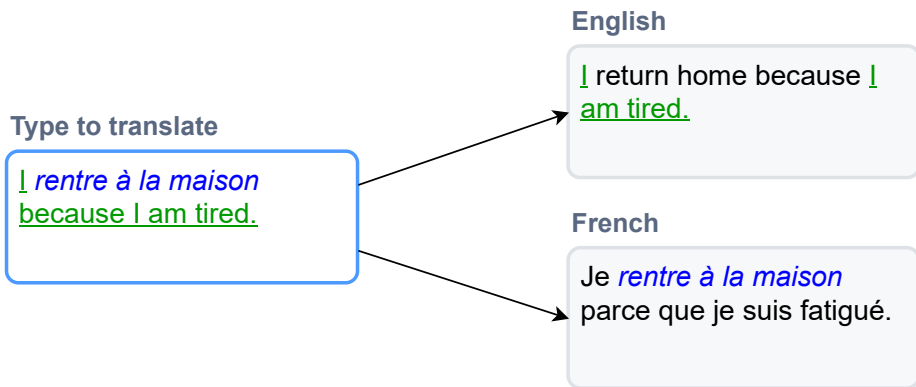 Type to translate
I rentre à la maison
because I am tired.
English
I return home because I
am tired.
French
Je rentre à la maison
parce que je suis fatigué.